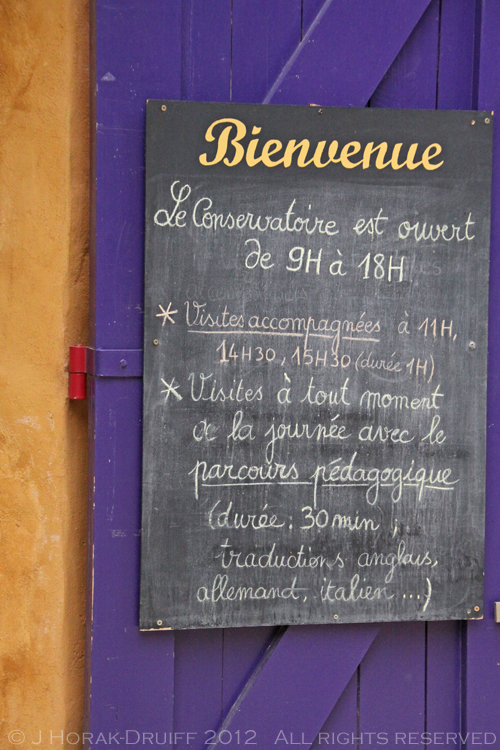 Bienvenue
Le Conservatoire est ouvert
de 9H à 18H
* Visites accompagnées à 11H,
14H30, 15H30 (durée 1H)
* Visites à tout moment
de la journée avec le
parcours pédagogique
(durée : 30 min ;
traductions anglais,
allemand, italien ...)
© J HORAK-DRUIFF 2012 ALL RIGHTS RESERVED